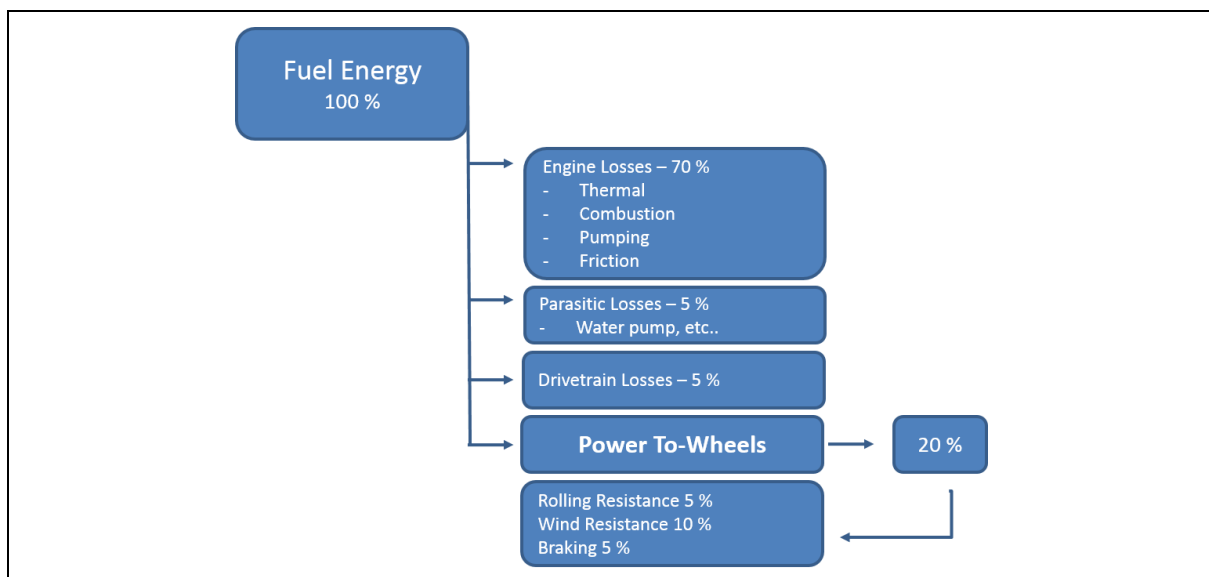 Fuel Energy
100 %
Engine Losses – 70 %
- Thermal
- Combustion
- Pumping
- Friction
Parasitic Losses – 5 %
- Water pump, etc..
Drivetrain Losses – 5 %
Power To-Wheels
20 %
Rolling Resistance 5 %
Wind Resistance 10 %
Braking 5 %